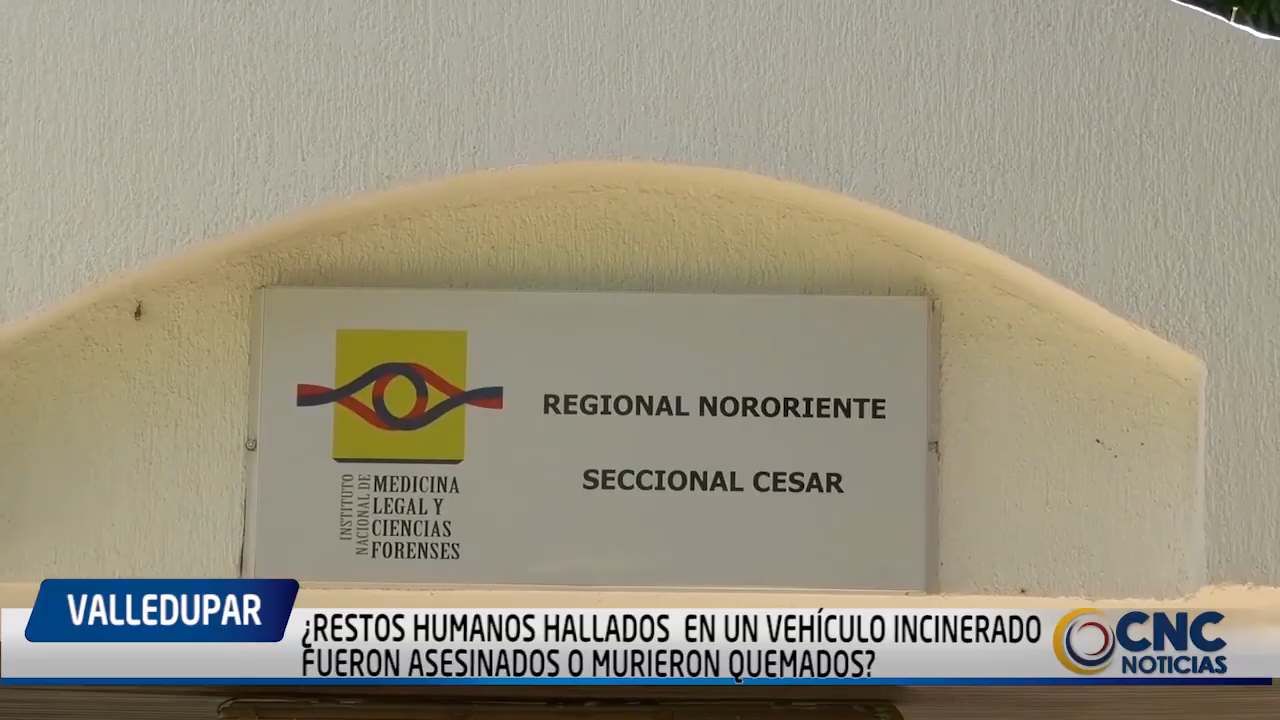 REGIONAL NORORIENTE
SECCIONAL CESAR
INSTITUTO
NACIONAL DE
MEDICINA
LEGAL Y
CIENCIAS
FORENSES
VALLEDUPAR
¿RESTOS HUMANOS HALLADOS EN UN VEHÍCULO INCINERADO
FUERON ASESINADOS O MURIERON QUEMADOS?
CNC
NOTICIAS